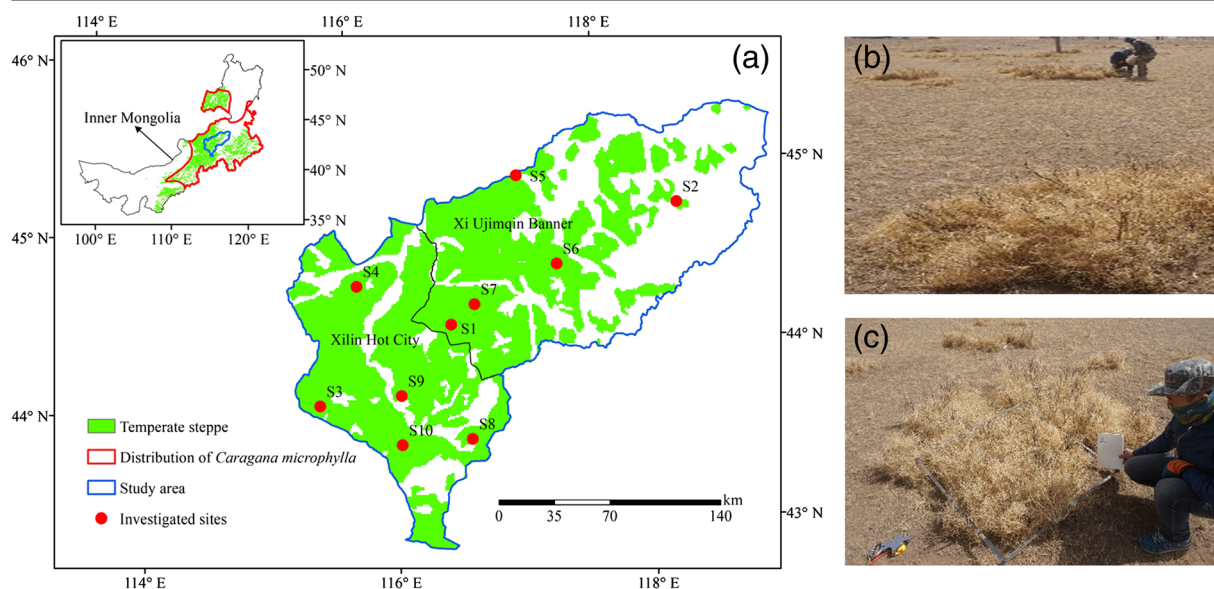 114° E
116° E
118° E
46° N
(a)
(b)
50° N
Inner Mongolia
45° N
40° N
35° N
100° E
110° E
120° E
45° N
S5
S2
Xi Ujimqin Banner
45° N
S6
S4
S7
S1
44° N
Xilin Hot City
(c)
S9
S3
44° N
S10
S8
Temperate steppe
Distribution of Caragana microphylla
Study area
Investigated sites
km
0
35
70
140
43° N
114° E
116° E
118° E